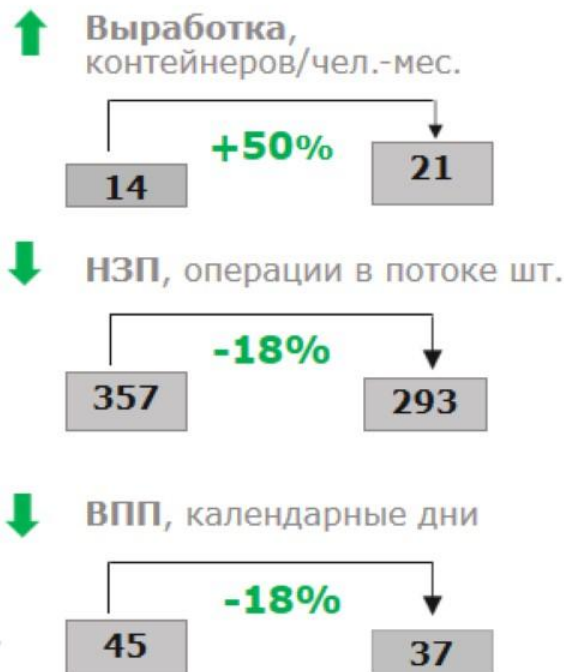 Выработка,
контейнеров/чел.-мес.
+50%
14
21
НЗП, операции в потоке шт.
-18%
357
293
ВПП, календарные дни
-18%
45
37